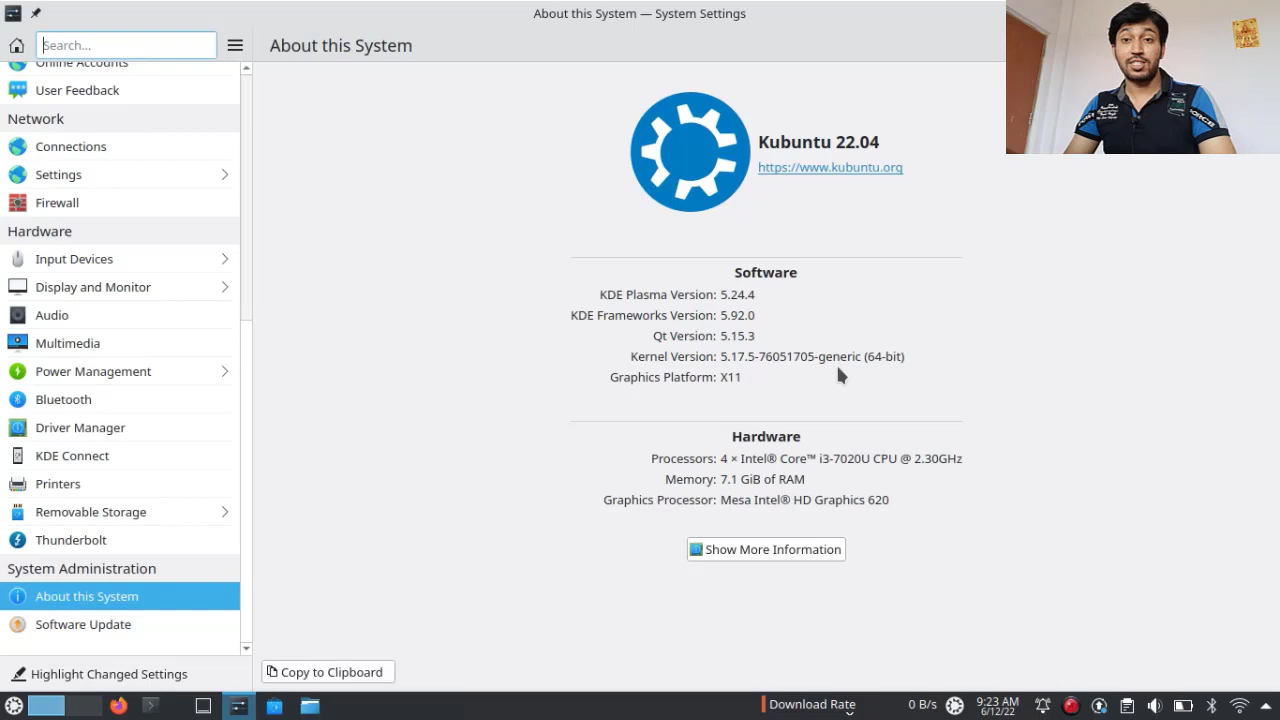 About this System — System Settings
Search...
About this System
Online Accounts
User Feedback
Network
Connections
Settings
Firewall
Hardware
Input Devices
Display and Monitor
Audio
Multimedia
Power Management
Bluetooth
Driver Manager
KDE Connect
Printers
Removable Storage
Thunderbolt
System Administration
About this System
Software Update
Highlight Changed Settings
Kubuntu 22.04
https://www.kubuntu.org
Software
KDE Plasma Version: 5.24.4
KDE Frameworks Version: 5.92.0
Qt Version: 5.15.3
Kernel Version: 5.17.5-76051705-generic (64-bit)
Graphics Platform: X11
Hardware
Processors: 4 × Intel® Core™ i3-7020U CPU @ 2.30GHz
Memory: 7.1 GiB of RAM
Graphics Processor: Mesa Intel® HD Graphics 620
Show More Information
Copy to Clipboard
Download Rate
0 B/s
9:23 AM
6/12/22